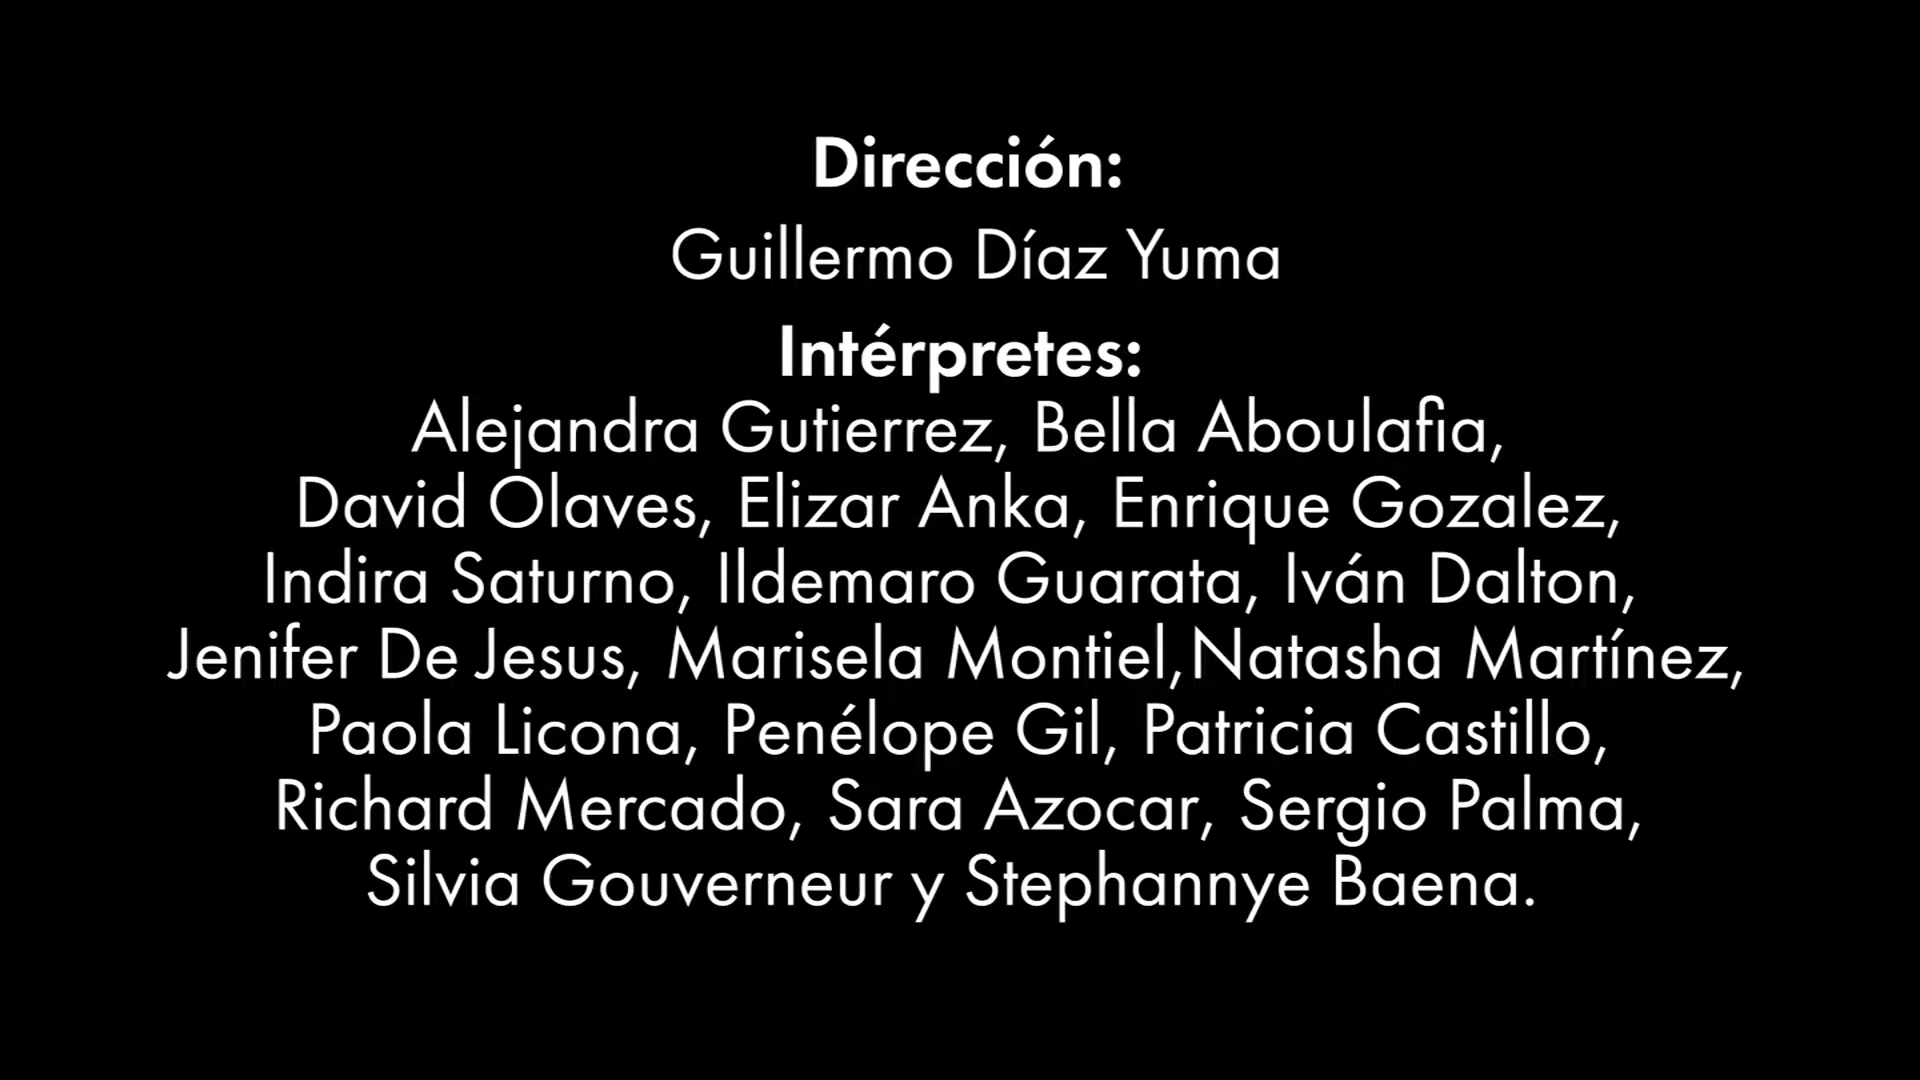 Dirección:
Guillermo Díaz Yuma
Intérpretes:
Alejandra Gutierrez, Bella Aboulafia,
David Olaves, Elizar Anka, Enrique Gozalez,
Indira Saturno, Ildemaro Guarata, Iván Dalton,
Jenifer De Jesus, Marisela Montiel,Natasha Martínez,
Paola Licona, Penélope Gil, Patricia Castillo,
Richard Mercado, Sara Azocar, Sergio Palma,
Silvia Gouverneur y Stephannye Baena.